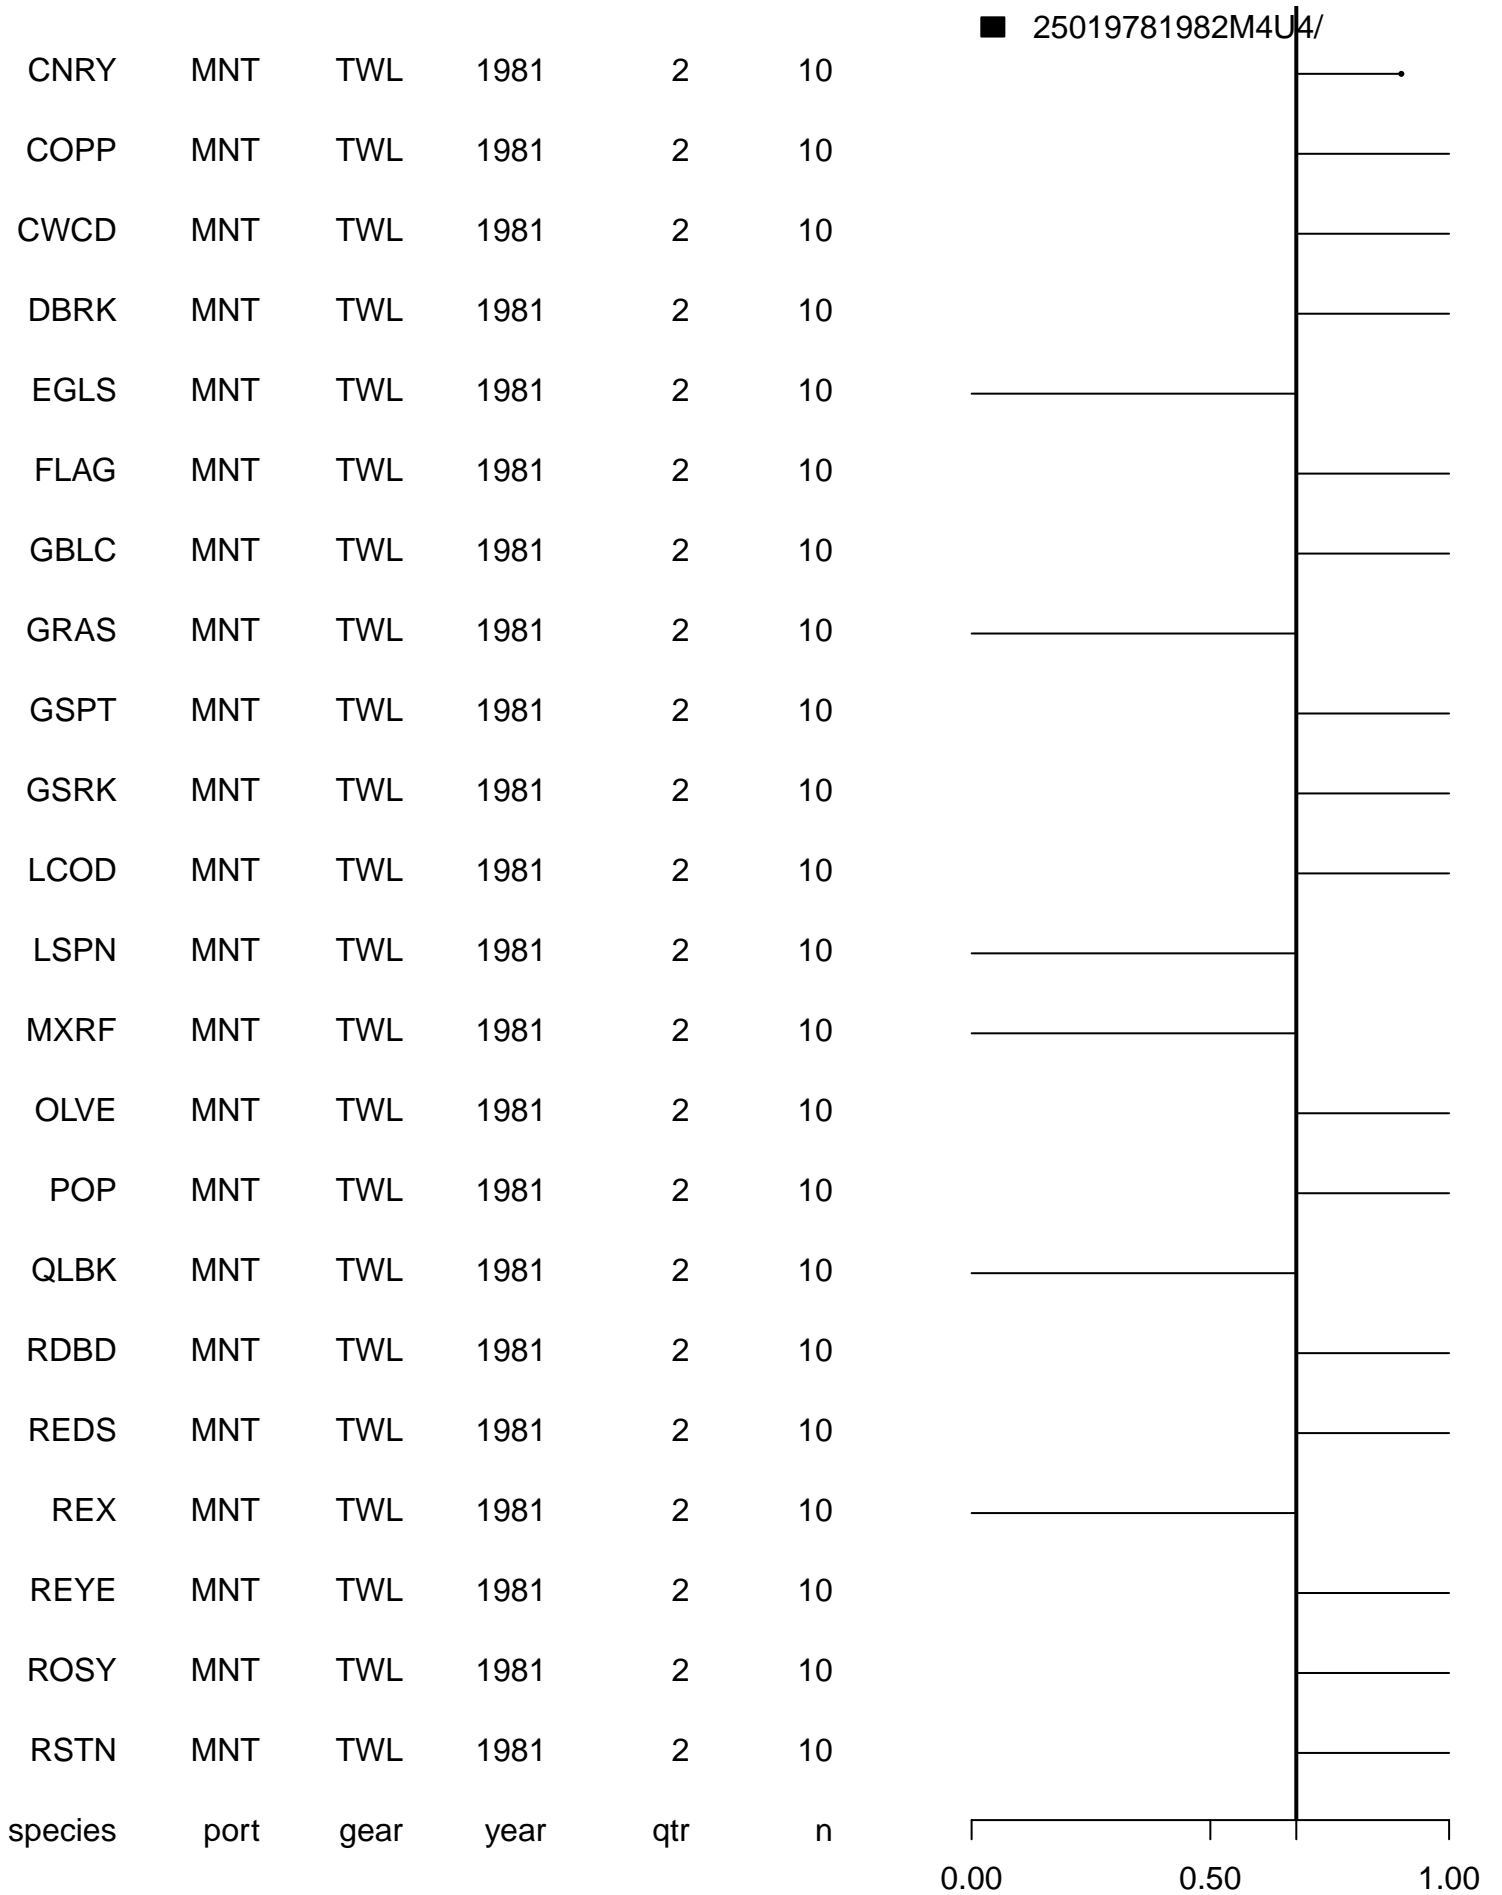 25019781982M4U4/
CNRY MNT TWL 1981 2 10
COPP MNT TWL 1981 2 10
CWCD MNT TWL 1981 2 10
DBRK MNT TWL 1981 2 10
EGLS MNT TWL 1981 2 10
FLAG MNT TWL 1981 2 10
GBLC MNT TWL 1981 2 10
GRAS MNT TWL 1981 2 10
GSPT MNT TWL 1981 2 10
GSRK MNT TWL 1981 2 10
LCOD MNT TWL 1981 2 10
LSPN MNT TWL 1981 2 10
MXRF MNT TWL 1981 2 10
OLVE MNT TWL 1981 2 10
POP MNT TWL 1981 2 10
QLBK MNT TWL 1981 2 10
RDBD MNT TWL 1981 2 10
REDS MNT TWL 1981 2 10
REX MNT TWL 1981 2 10
REYE MNT TWL 1981 2 10
ROSY MNT TWL 1981 2 10
RSTN MNT TWL 1981 2 10
species port gear year qtr n
0.00 0.50 1.00